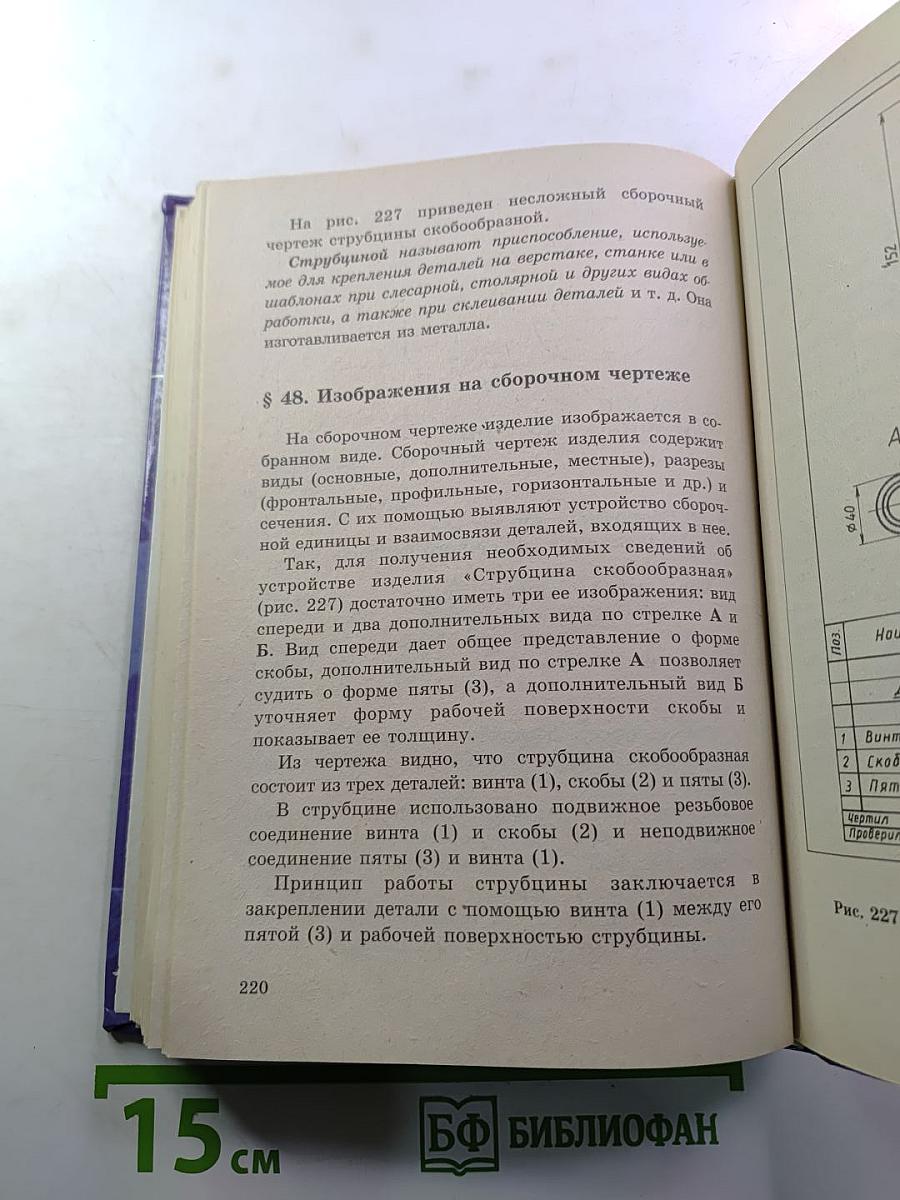 На рис. 227 приведен несложный сборочный
чертеж струбцины скобообразной.
Струбциной называют приспособление, используе-
мое для крепления деталей на верстаке, станке или в
шаблонах при слесарной, столярной и других видах об-
работки, а также при склеивании деталей и т. д. Она
изготавливается из металла.
§ 48. Изображения на сборочном чертеже
На сборочном чертеже изделие изображается в со-
бранном виде. Сборочный чертеж изделия содержит
виды (основные, дополнительные, местные), разрезы
(фронтальные, профильные, горизонтальные и др.) и
сечения. С их помощью выявляют устройство сбороч-
ной единицы и взаимосвязи деталей, входящих в нее.
Так, для получения необходимых сведений об
устройстве изделия «Струбцина скобообразная»
(рис. 227) достаточно иметь три ее изображения: вид
спереди и два дополнительных вида по стрелке А и
Б. Вид спереди дает общее представление о форме
скобы, дополнительный вид по стрелке А позволяет
судить о форме пяты (3), а дополнительный вид Б
уточняет форму рабочей поверхности скобы и
показывает ее толщину.
Из чертежа видно, что струбцина скобообразная
состоит из трех деталей: винта (1), скобы (2) и пяты (3).
В струбцине использовано подвижное резьбовое
соединение винта (1) и скобы (2) и неподвижное
соединение пяты (3) и винта (1).
Принцип работы струбцины заключается в
закреплении детали с помощью винта (1) между его
пятой (3) и рабочей поверхностью струбцины.
220
152
А
ø40
Поз.
1 Винт
2
3
Чертил
Рис. 227
15 см
БФ БИБЛИОФАН